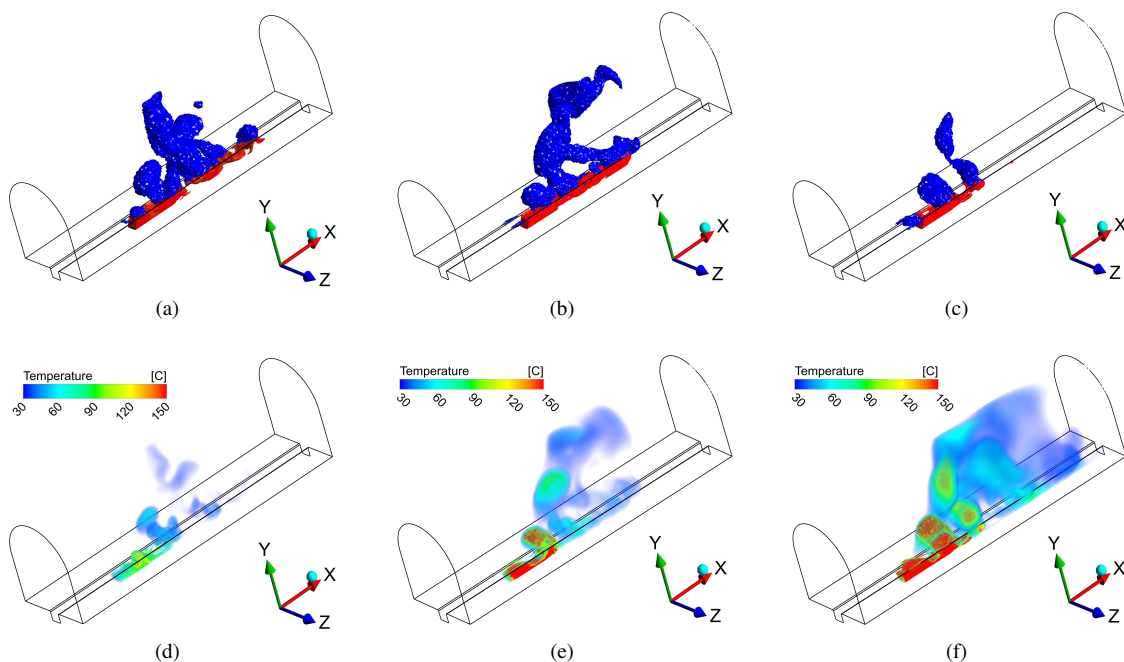 Y
X
Z
(a)
Y
X
Z
(b)
Y
X
Z
(c)
Temperature [C]
30 60 90 120 150
Y
X
Z
(d)
Temperature [C]
30 60 90 120 150
Y
X
Z
(e)
Temperature [C]
30 60 90 120 150
Y
X
Z
(f)